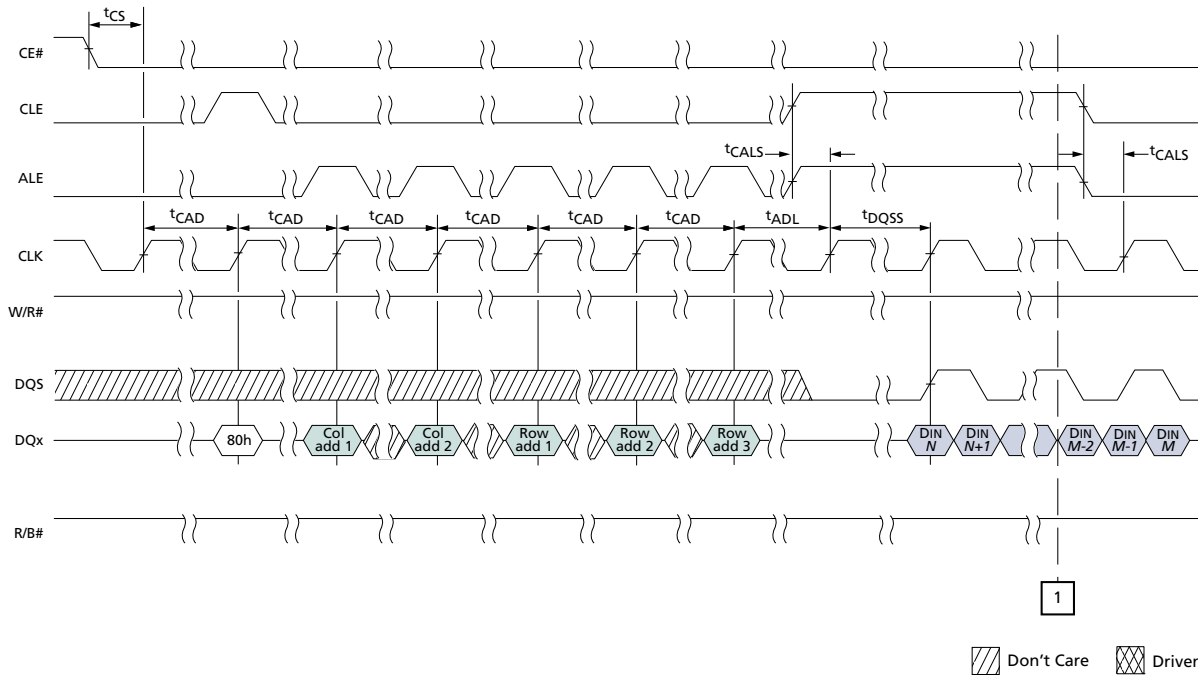 tCS
CE#
CLE
tCALS
tCALS
ALE
tCAD
tCAD
tCAD
tCAD
tCAD
tCAD
tADL
tDQSS
CLK
W/R#
DQS
DQx
80h
Col
add 1
Col
add 2
Row
add 1
Row
add 2
Row
add 3
DIN
N
DIN
N+1
DIN
M-2
DIN
M-1
DIN
M
R/B#
1
Don't Care
Driver